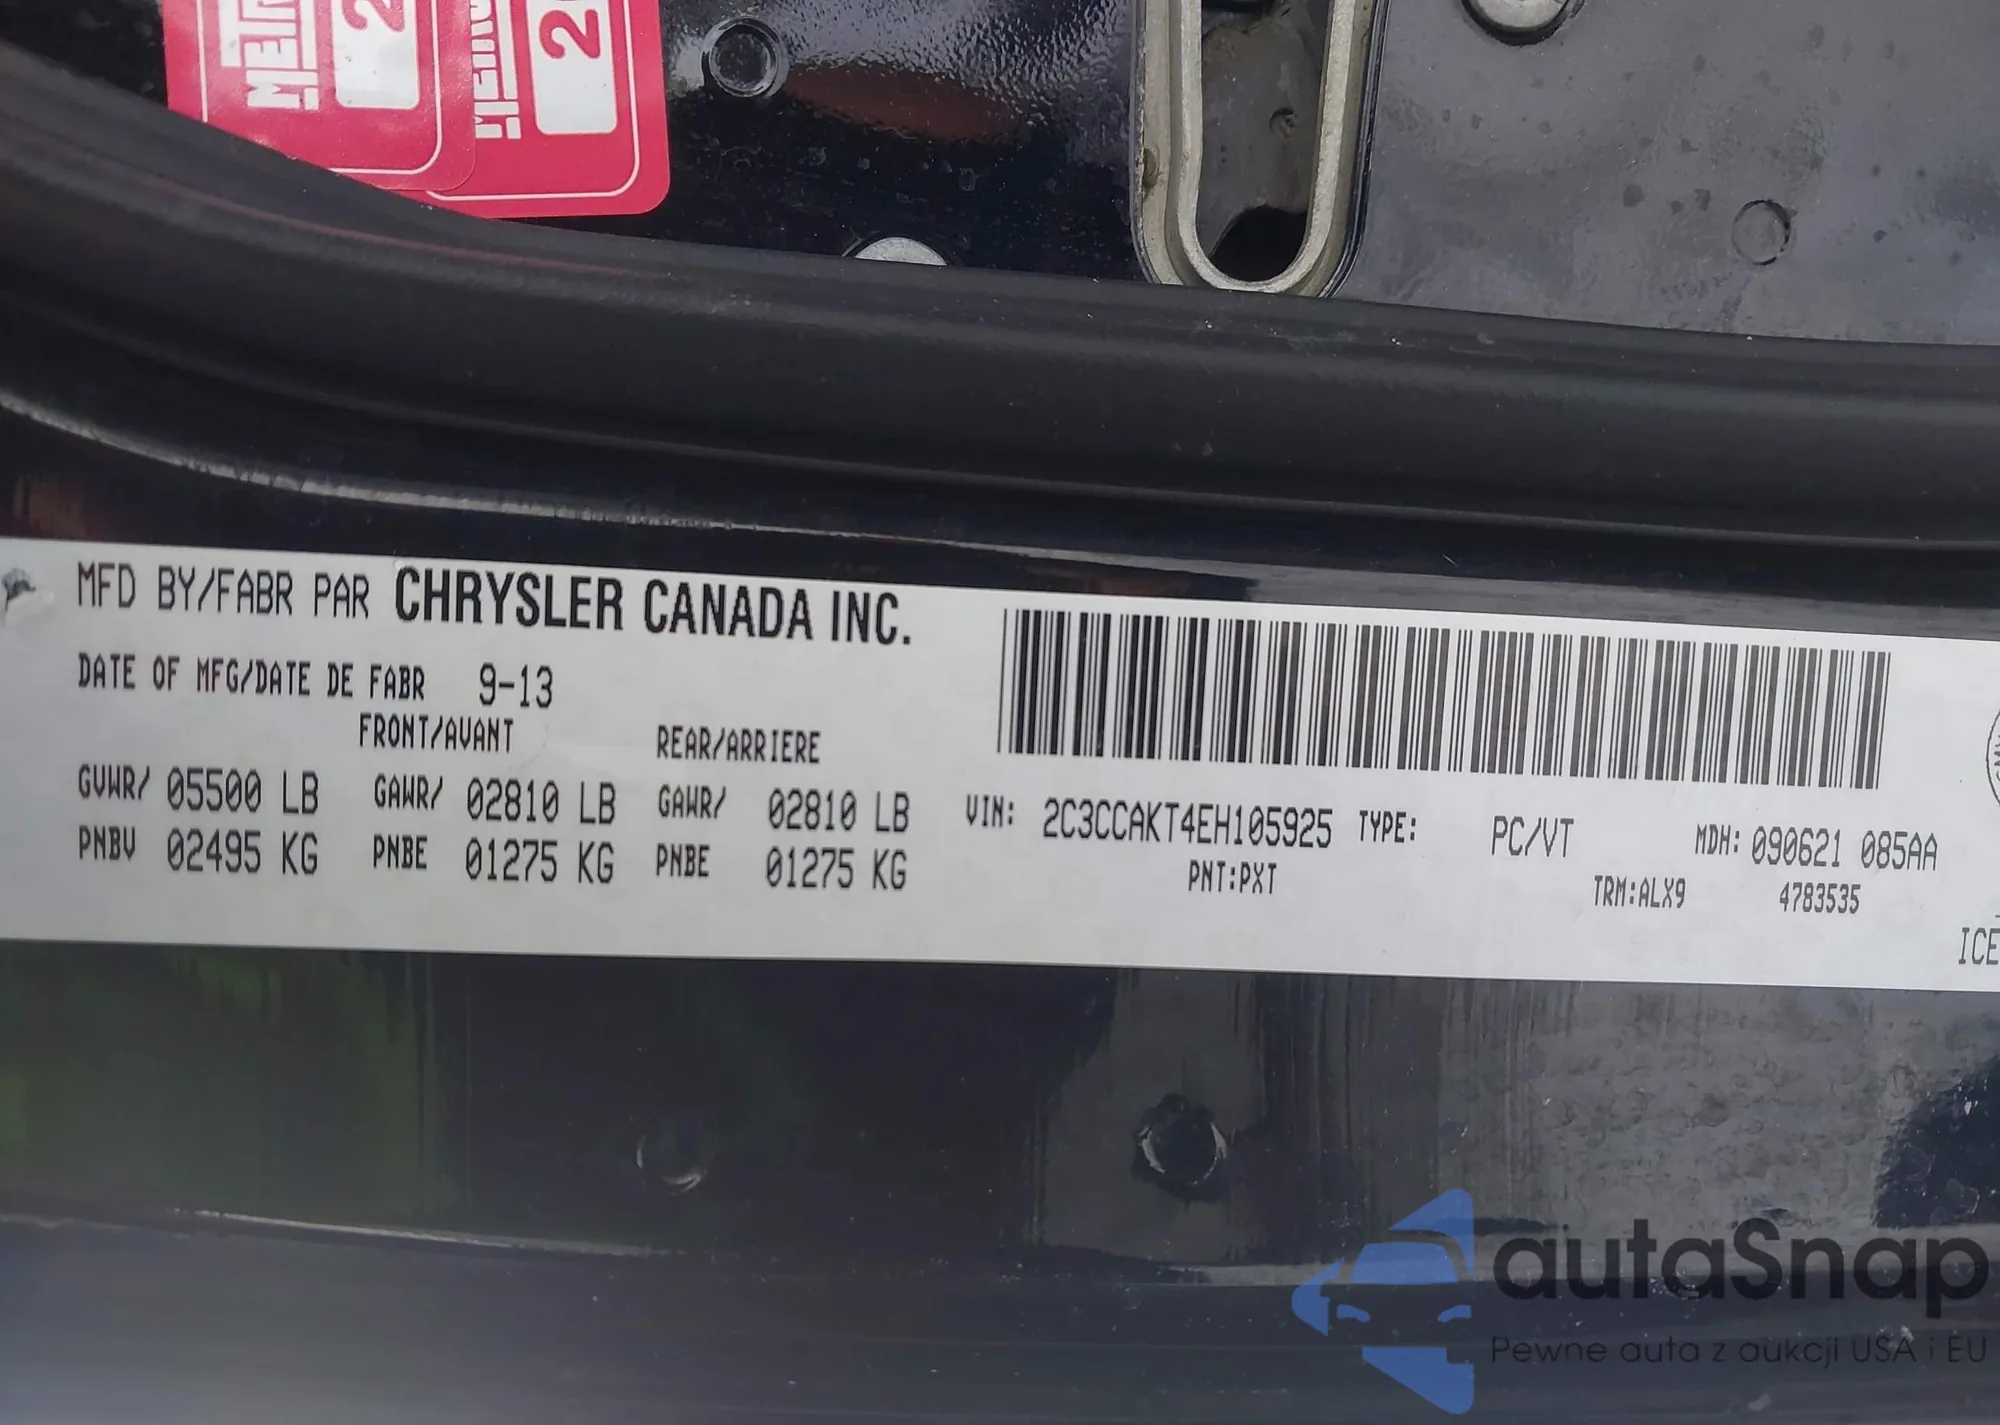 2
2
MFD BY/FABR PAR CHRYSLER CANADA INC.
DATE OF MFG/DATE DE FABR 9-13
FRONT/AVANT REAR/ARRIERE
GVWR/ 05500 LB GAWR/ 02810 LB GAWR/ 02810 LB VIN: 2C3CCAKT4EH105925 TYPE: PC/VT MDH: 090621 085AA
PNBV 02495 KG PNBE 01275 KG PNBE 01275 KG PNT:PXT TRM:ALX9 4783535
ICE
autaSnap
Pewne auta z aukcji USA i EU